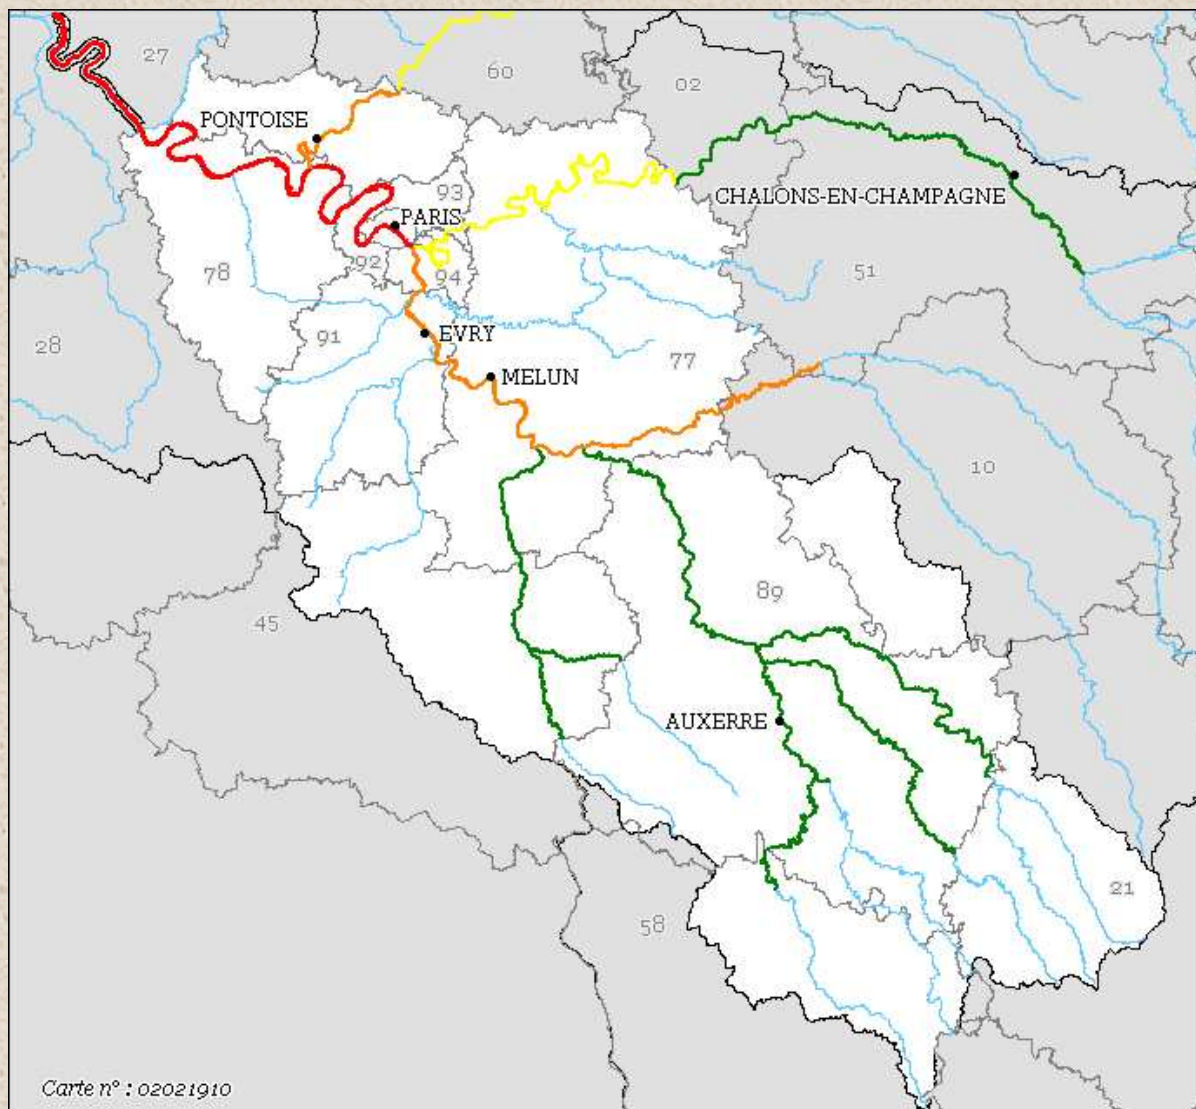 27
60
02
PONTOISE
93
CHALONS-EN-CHAMPAGNE
PARIS
92
94
78
51
91
EVRY
28
77
MELUN
10
89
45
AUXERRE
21
58
Carte n° : 02021910